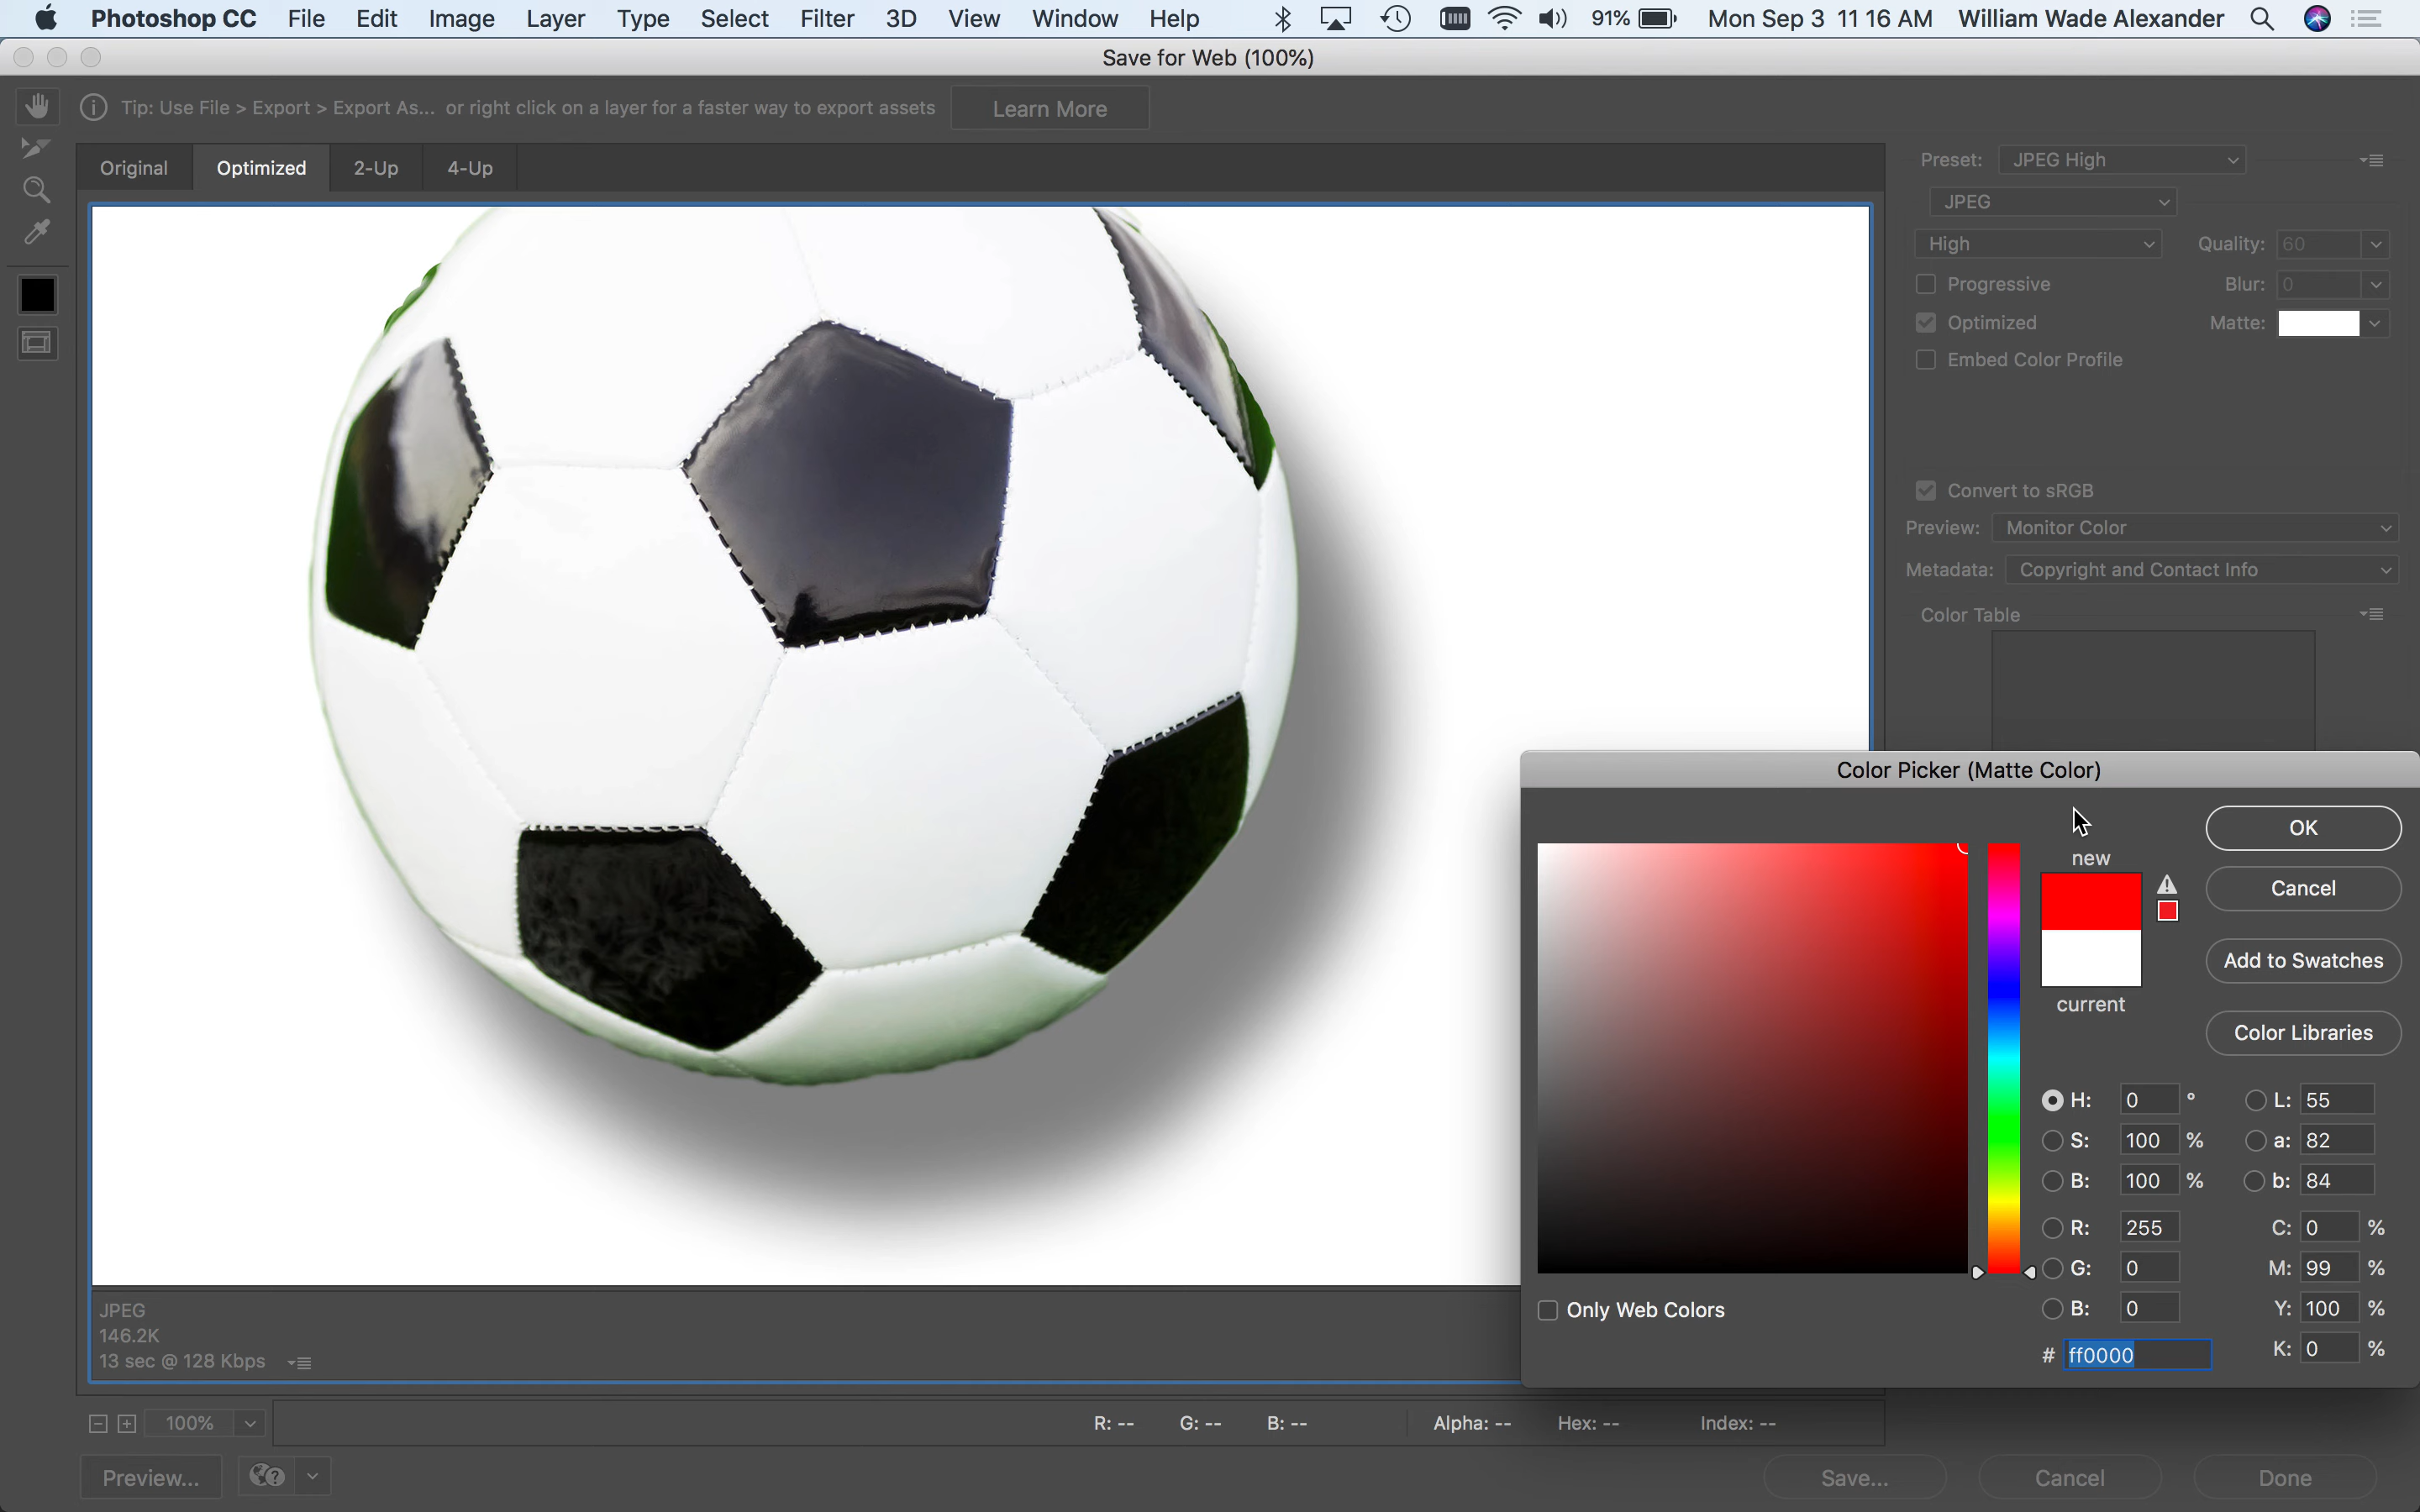 Photoshop CC File Edit Image Layer Type Select Filter 3D View Window Help 91% Mon Sep 3 11 16 AM William Wade Alexander
Save for Web (100%)
Tip: Use File > Export > Export As... or right click on a layer for a faster way to export assets Learn More
Original Optimized 2-Up 4-Up
Preset: JPEG High
JPEG
High Quality: 60
Progressive Blur: 0
Optimized Matte:
Embed Color Profile
Convert to sRGB
Preview: Monitor Color
Metadata: Copyright and Contact Info
Color Table
Color Picker (Matte Color)
OK
new
Cancel
Add to Swatches
current
Color Libraries
H: 0 ° L: 55
S: 100 % a: 82
B: 100 % b: 84
R: 255 C: 0 %
G: 0 M: 99 %
Only Web Colors B: 0 Y: 100 %
# ff0000 K: 0 %
JPEG
146.2K
13 sec @ 128 Kbps
100% R: -- G: -- B: -- Alpha: -- Hex: -- Index: --
Preview... ? Save... Cancel Done